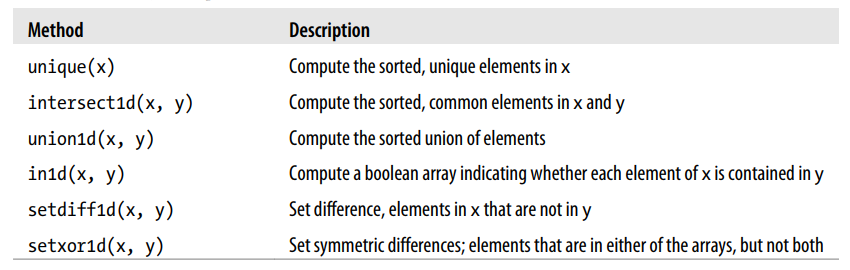 Method Description
unique(x) Compute the sorted, unique elements in x
intersect1d(x, y) Compute the sorted, common elements in x and y
union1d(x, y) Compute the sorted union of elements
in1d(x, y) Compute a boolean array indicating whether each element of x is contained in y
setdiff1d(x, y) Set difference, elements in x that are not in y
setxor1d(x, y) Set symmetric differences; elements that are in either of the arrays, but not both